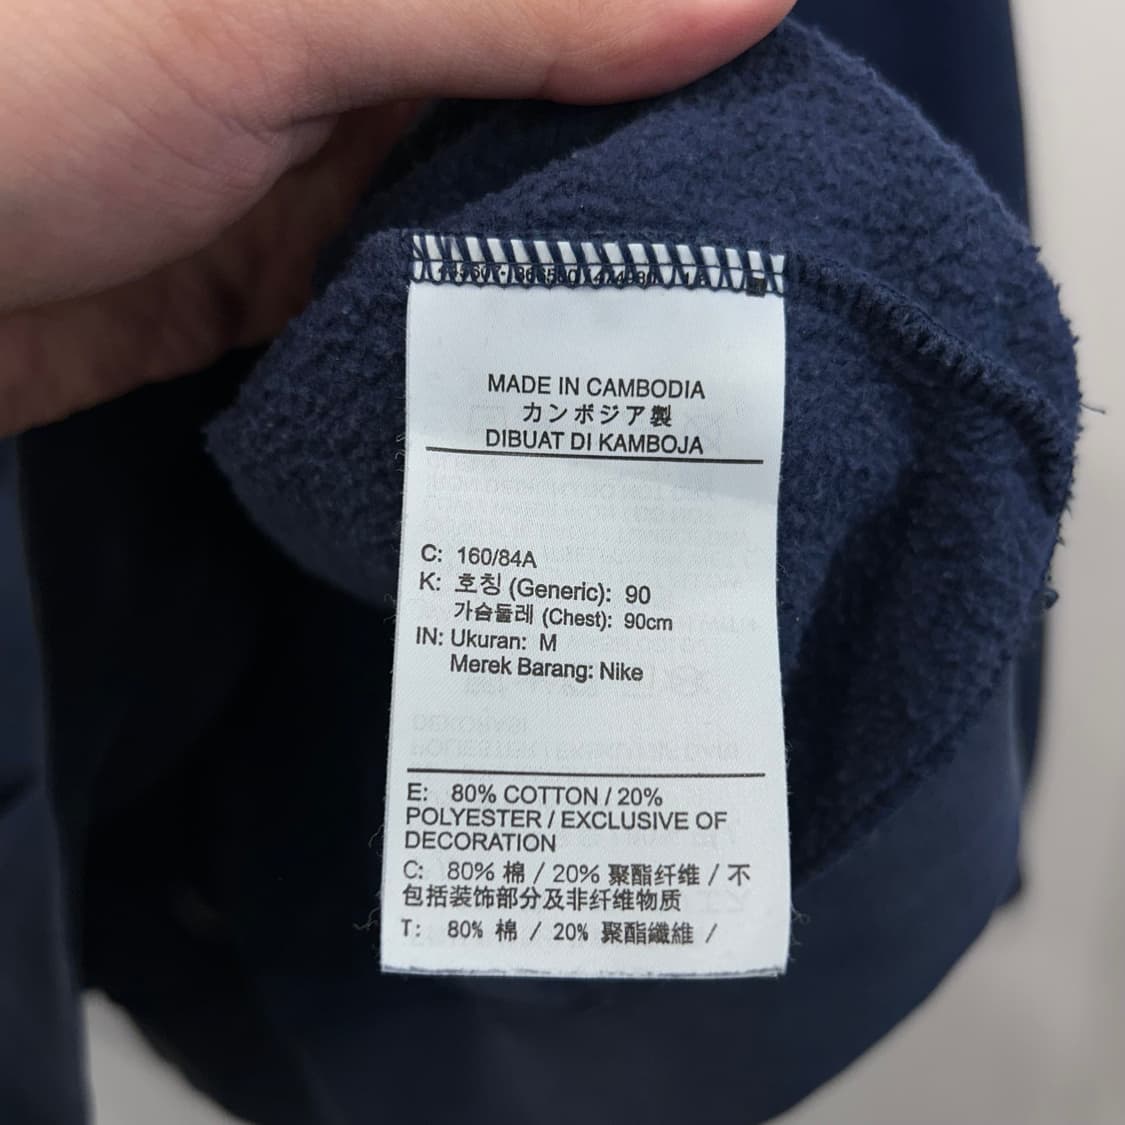 MADE IN CAMBODIA
カンボジア製
DIBUAT DI KAMBOJA
C: 160/84A
K: 호칭 (Generic): 90
가슴둘레 (Chest): 90cm
IN: Ukuran: M
Merek Barang: Nike
E: 80% COTTON / 20%
POLYESTER / EXCLUSIVE OF
DECORATION
C: 80% 棉 / 20% 聚酯纤维 / 不
包括装饰部分及非纤维物质
T: 80% 棉 / 20% 聚酯纖維 /